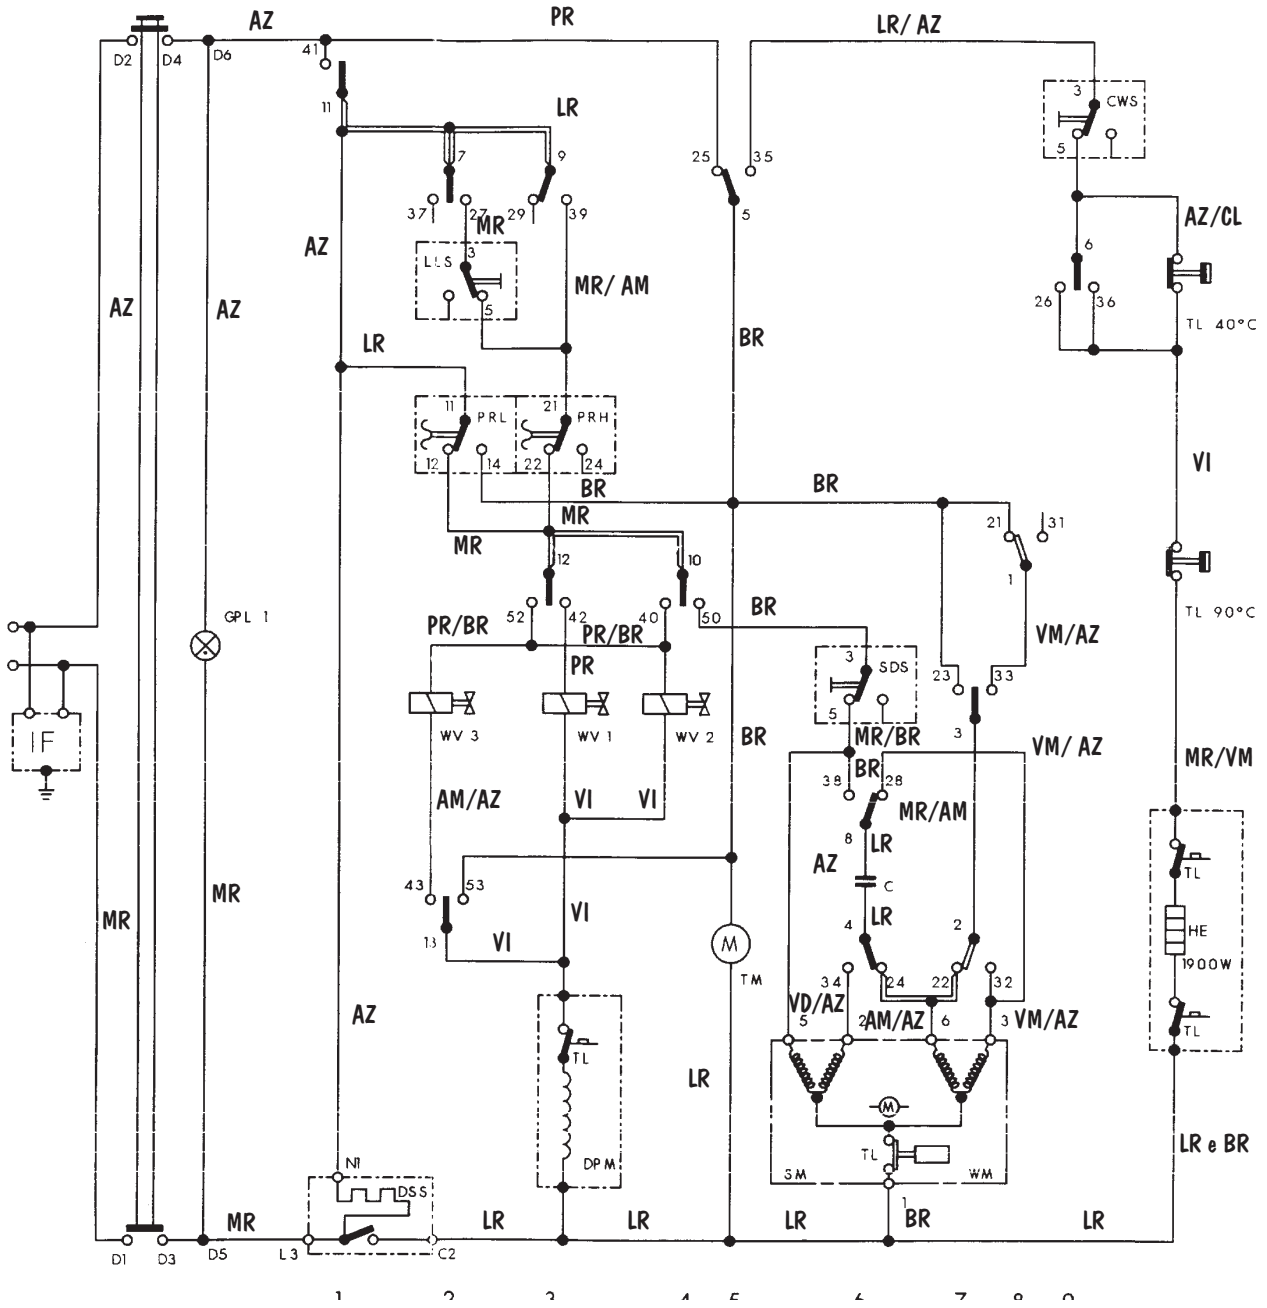 AZ
PR
LR/ AZ
D2
D4
D6
41
3
CWS
11
LR
5
7
9
25
35
37
27
29
39
5
MR
AZ/CL
AZ
LLS
3
6
MR/ AM
AZ
AZ
5
26
36
TL 40°C
LR
BR
11
PRL
21
PRH
12
14
22
24
VI
BR
BR
MR
MR
21
31
12
10
1
52
42
40
50
BR
TL 90°C
GPL 1
PR/BR
PR/BR
VM/AZ
PR
3
SDS
23
33
5
WV 3
WV 1
WV 2
BR
MR/BR
3
VM/ AZ
IF
BR
MR/VM
38
28
AM/AZ
VI
VI
MR/AM
8
LR
AZ
TL
43
53
C
MR
MR
VI
LR
4
2
HE
13
VI
M
1900W
TM
34
24
22
32
VD/AZ
AZ
5
2
AM/AZ
6
3
VM/AZ
TL
TL
LR
M
TL
LR e BR
N1
DPM
SM
WM
DSS
1
MR
LR
LR
LR
BR
LR
D1
D3
D5
L3
C2
1
2
3
4
5
6
7
8
9